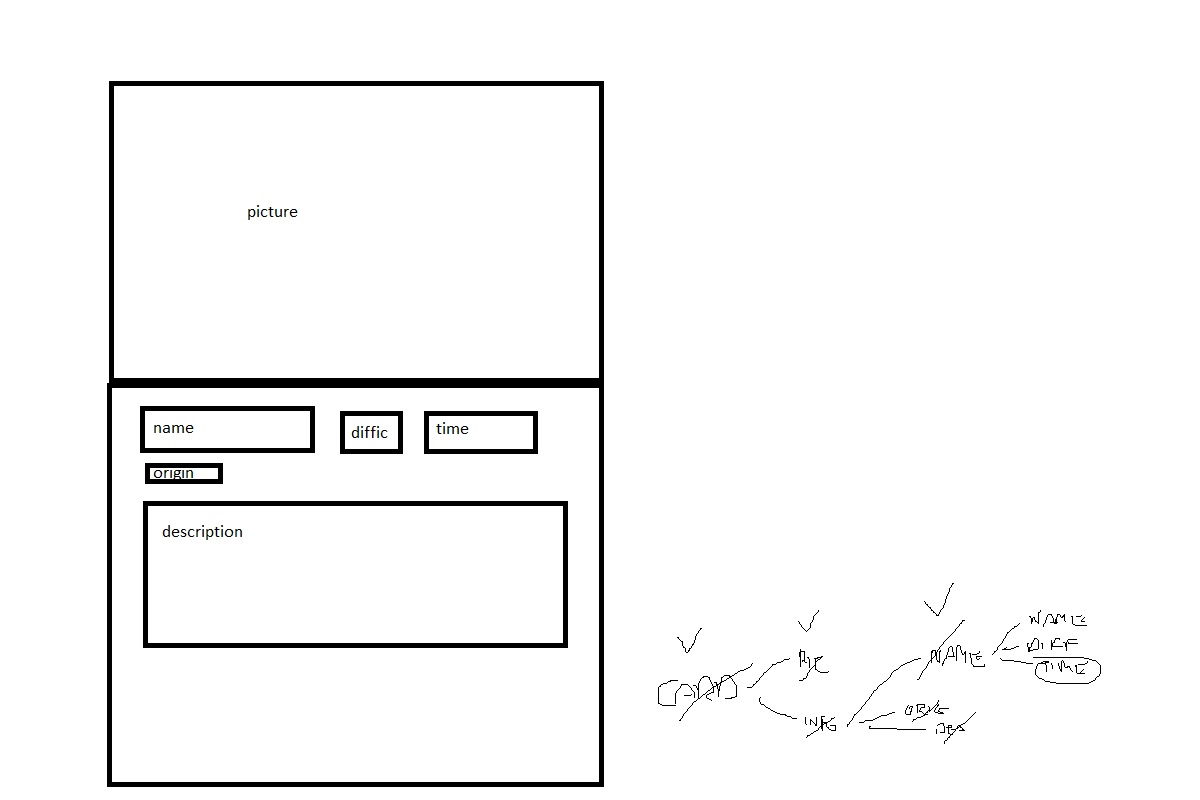 picture
name diffic time
origin
description
NAME
DIFF
TIME
PIC NAME
CARD
INFO ORIG
DES